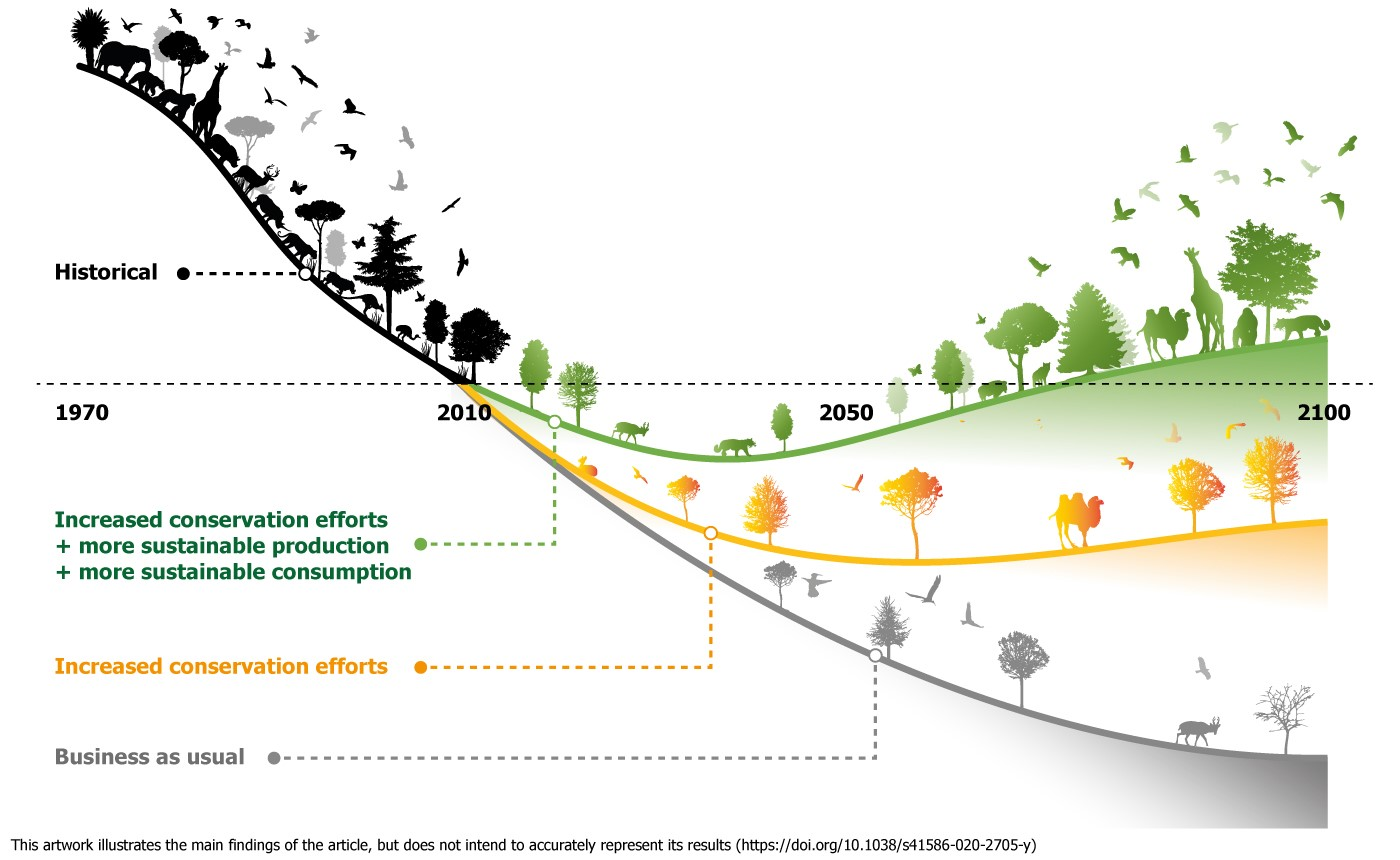 Historical
1970
2010
2050
2100
Increased conservation efforts
+ more sustainable production
+ more sustainable consumption
Increased conservation efforts
Business as usual
This artwork illustrates the main findings of the article, but does not intend to accurately represent its results (https://doi.org/10.1038/s41586-020-2705-y)